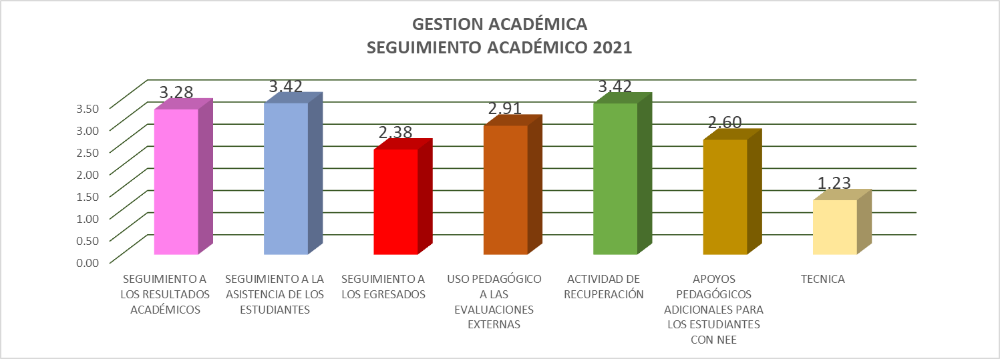 GESTION ACADÉMICA
SEGUIMIENTO ACADÉMICO 2021
3.28
3.42
2.38
2.91
3.42
2.60
1.23
3.50
3.00
2.50
2.00
1.50
1.00
0.50
0.00
SEGUIMIENTO A
LOS RESULTADOS
ACADÉMICOS
SEGUIMIENTO A LA
ASISTENCIA DE LOS
ESTUDIANTES
SEGUIMIENTO A
LOS EGRESADOS
USO PEDAGÓGICO
A LAS
EVALUACIONES
EXTERNAS
ACTIVIDAD DE
RECUPERACIÓN
APOYOS
PEDAGÓGICOS
ADICIONALES PARA
LOS ESTUDIANTES
CON NEE
TECNICA